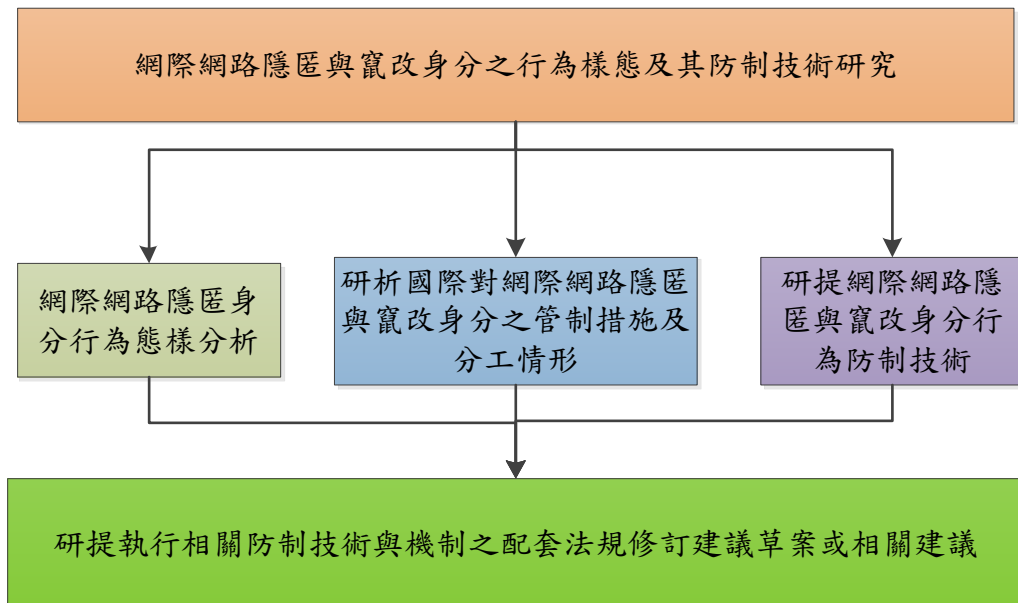 網際網路隱匿與竄改身分之行為樣態及其防制技術研究
網際網路隱匿身
分行為態樣分析
研析國際對網際網路隱匿
與竄改身分之管制措施及
分工情形
研提網際網路隱
匿與竄改身分行
為防制技術
研提執行相關防制技術與機制之配套法規修訂建議草案或相關建議